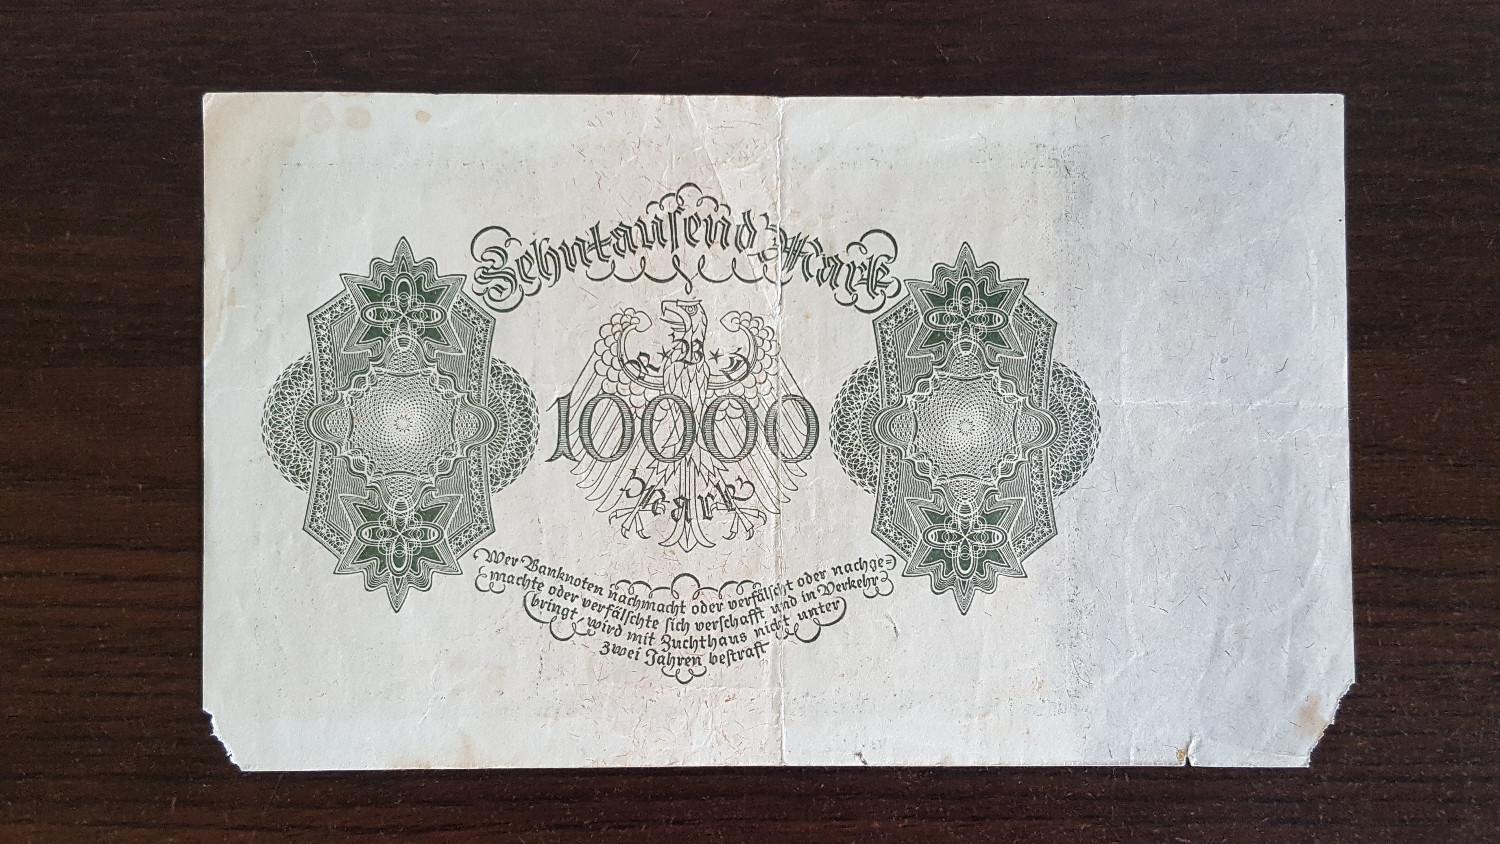 Zehntausend Mark
R * B * D
10000
Mark
Wer Banknoten nachmacht oder verfälscht oder nachge=
machte oder verfälschte sich verschafft und in Verkehr
bringt, wird mit Zuchthaus nicht unter
zwei Jahren bestraft